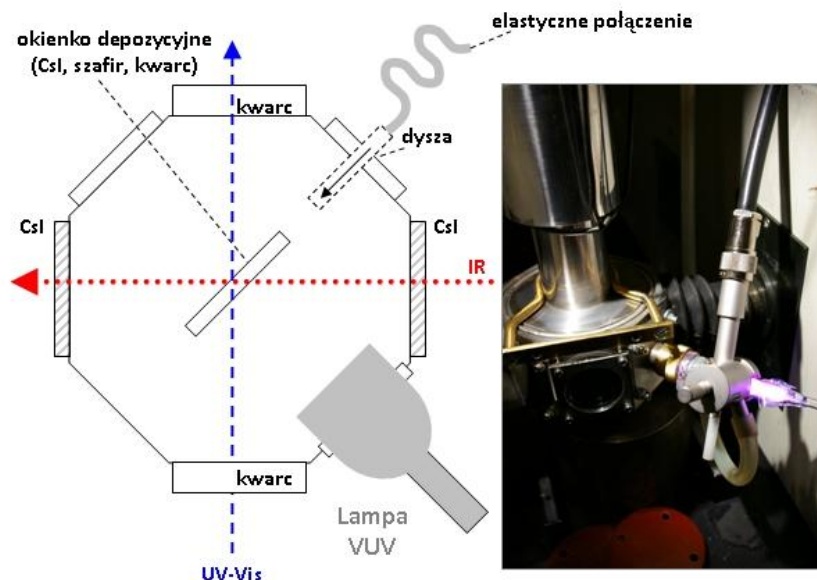 elastyczne połączenie
okienko depozycyjne
(CsI, szafir, kwarc)
kwarc
dysza
CsI
CsI
IR
kwarc
Lampa
VUV
UV-Vis